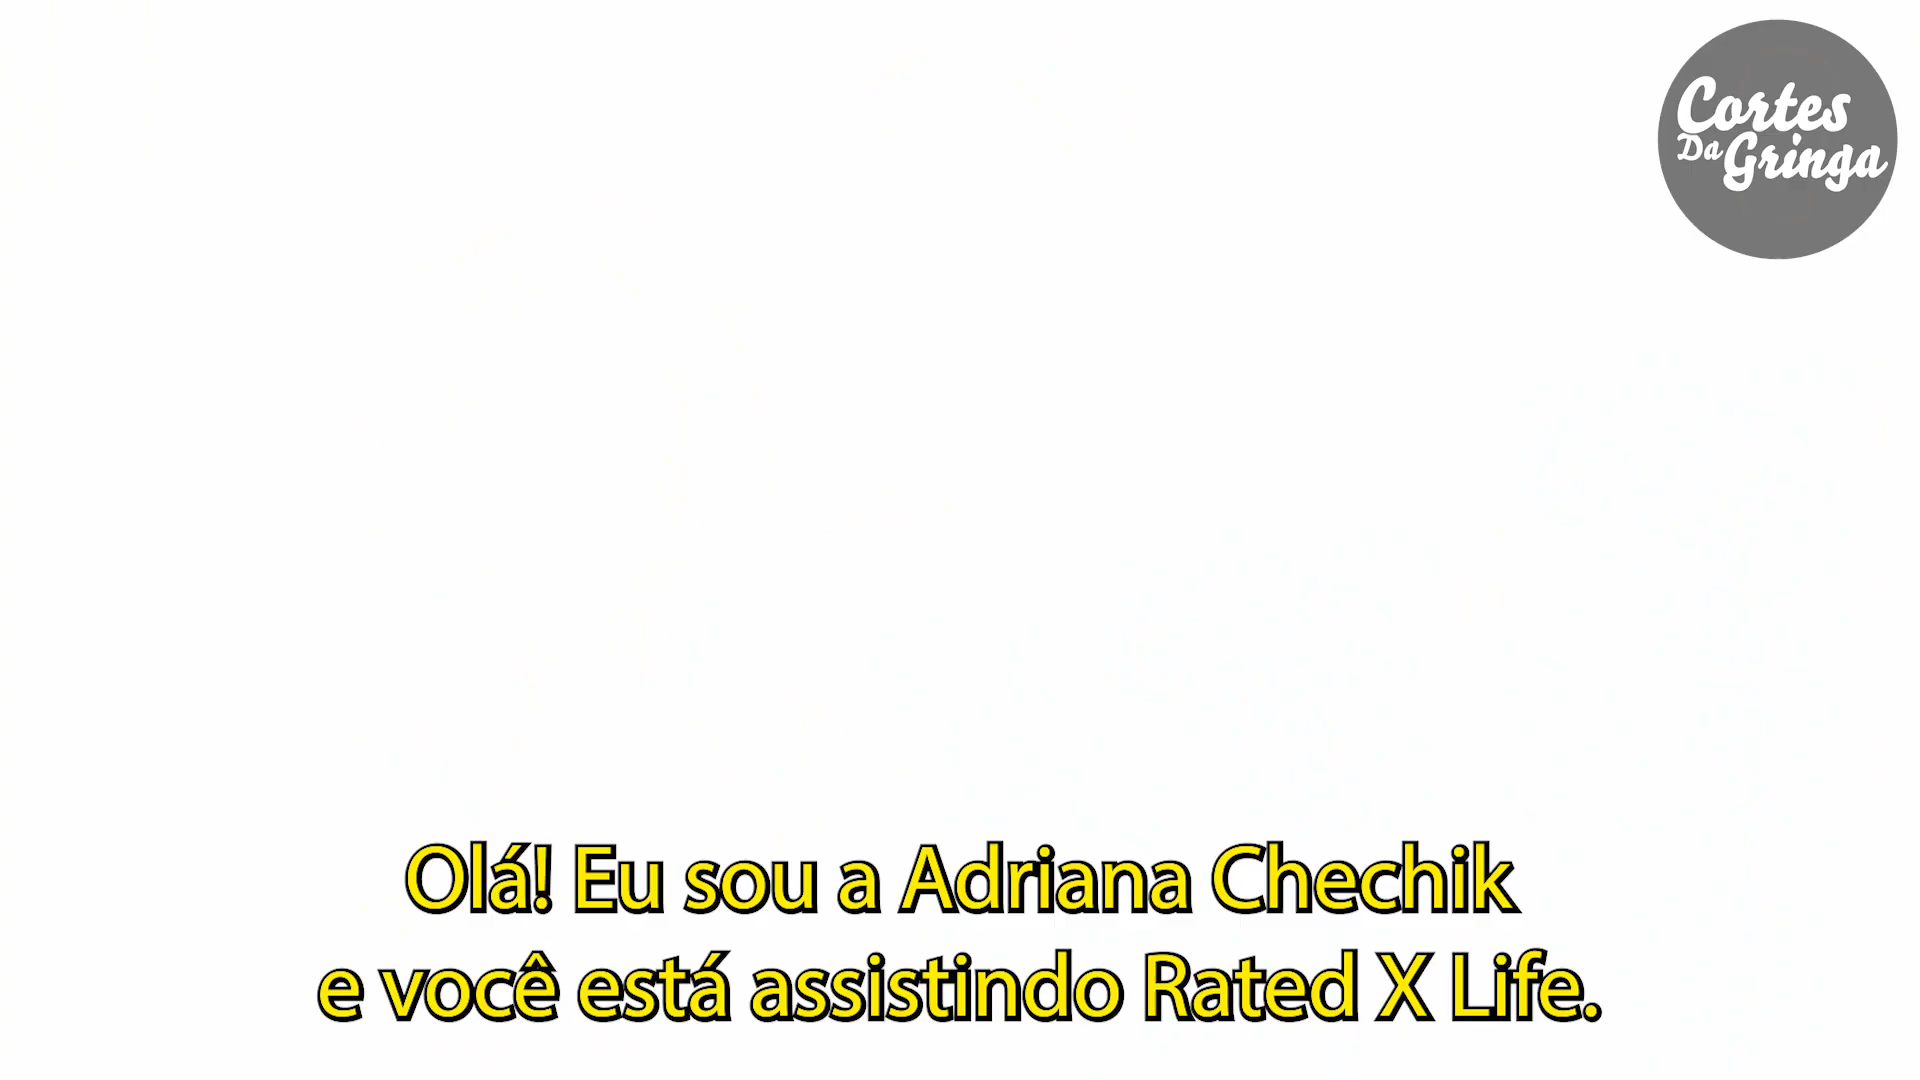 Cortes
Da Gringa
Olá! Eu sou a Adriana Chechik
e você está assistindo Rated X Life.